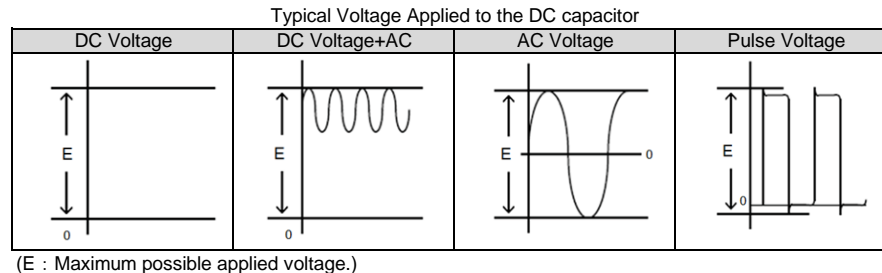 Typical Voltage Applied to the DC capacitor
DC Voltage DC Voltage+AC AC Voltage Pulse Voltage
E E E E
0 0 0 0
(E：Maximum possible applied voltage.)